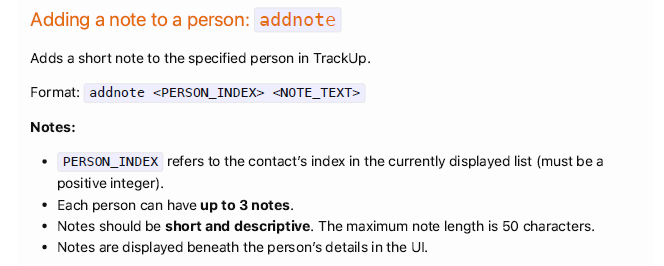 Adding a note to a person: addnote
Adds a short note to the specified person in TrackUp.
Format: addnote <PERSON_INDEX> <NOTE_TEXT>
Notes:
• PERSON_INDEX refers to the contact’s index in the currently displayed list (must be a
positive integer).
• Each person can have up to 3 notes.
• Notes should be short and descriptive. The maximum note length is 50 characters.
• Notes are displayed beneath the person’s details in the UI.